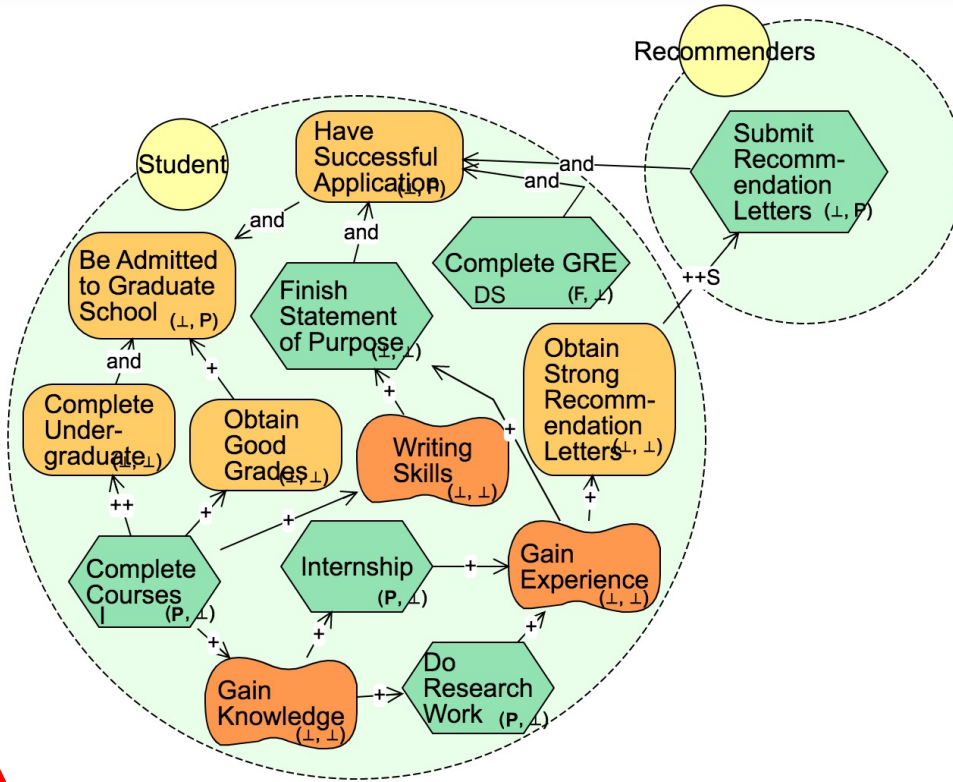 Recommenders
Student
Have
Successful
Application
(⊥, P)
and
and
Submit
Recomm-
endation
Letters (⊥, P)
and
and
Be Admitted
to Graduate
School (⊥, P)
Finish
Statement
of Purpose
(⊥, ⊥)
Complete GRE
DS (F, ⊥)
++S
and
+
Complete
Under-
graduate
(⊥, ⊥)
Obtain
Good
Grades
(⊥, ⊥)
+
Writing
Skills
(⊥, ⊥)
+
Obtain
Strong
Recomm-
endation
Letters
(⊥, ⊥)
++
+
+
+
Complete
Courses
I (P, ⊥)
Internship
(P, ⊥)
+
Gain
Experience
(⊥, ⊥)
+
+
+
Gain
Knowledge
(⊥, ⊥)
+
Do
Research
Work (P, ⊥)